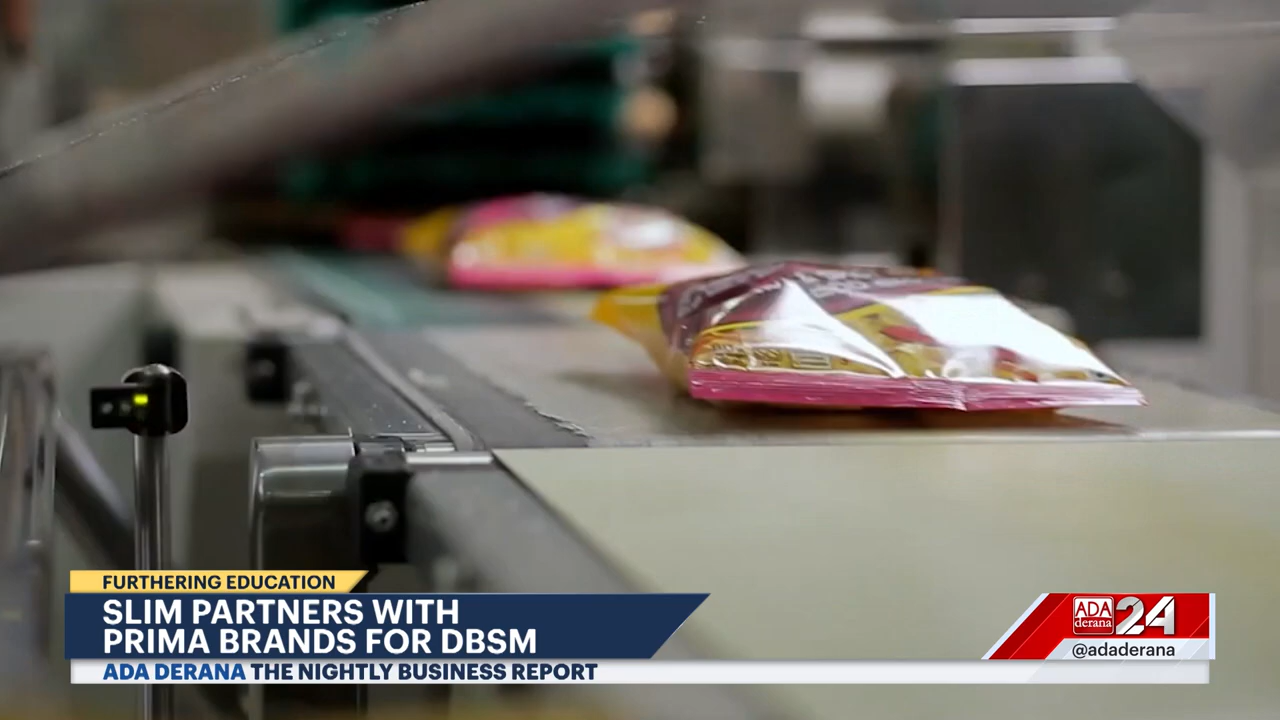 FURTHERING EDUCATION
SLIM PARTNERS WITH
PRIMA BRANDS FOR DBSM
ADA DERANA THE NIGHTLY BUSINESS REPORT
ADA
derana
24
@adaderana